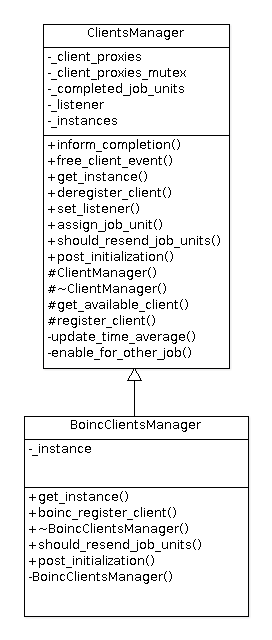 ClientsManager
-_client_proxies
-_client_proxies_mutex
-_completed_job_units
-_listener
-_instances
+inform_completion()
+free_client_event()
+get_instance()
+deregister_client()
+set_listener()
+assign_job_unit()
+should_resend_job_units()
+post_initialization()
#ClientManager()
#~ClientManager()
#get_available_client()
#register_client()
-update_time_average()
-enable_for_other_job()
BoincClientsManager
-_instance
+get_instance()
+boinc_register_client()
+~BoincClientsManager()
+should_resend_job_units()
+post_initialization()
-BoincClientsManager()